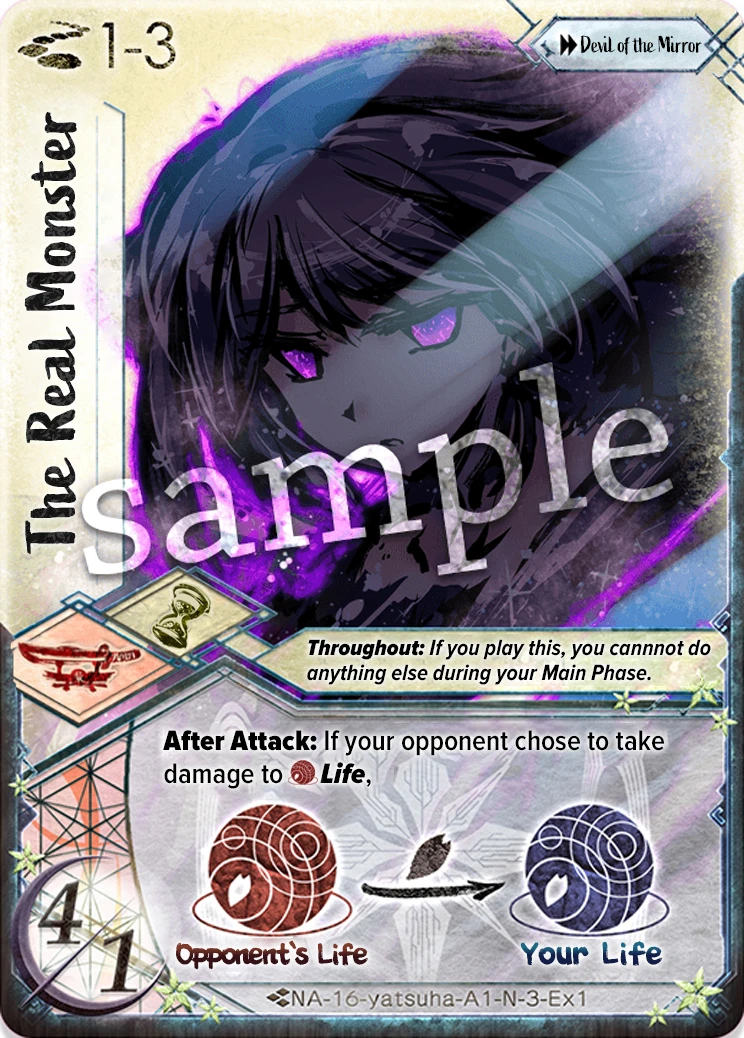 1-3
Devil of the Mirror
The Real Monster
sample
Throughout: If you play this, you cannnot do
anything else during your Main Phase.
After Attack: If your opponent chose to take
damage to Life,
Opponent's Life
Your Life
4/1
NA-16-yatsuha-A1-N-3-Ex1